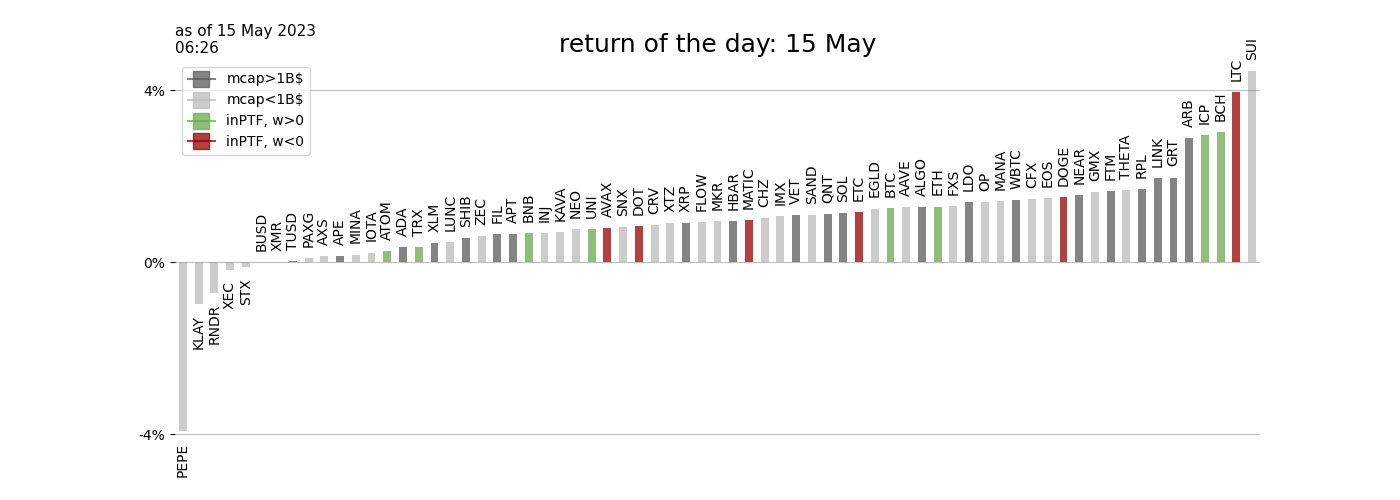 as of 15 May 2023
06:26
return of the day: 15 May
mcap>1B$
mcap<1B$
inPTF, w>0
inPTF, w<0
4%
0%
-4%
PEPE
KLAY
RNDR
XEC
STX
BUSD
XMR
TUSD
PAXG
AXS
APE
MINA
IOTA
ATOM
ADA
TRX
XLM
LUNC
SHIB
ZEC
FIL
APT
BNB
INJ
KAVA
NEO
UNI
AVAX
SNX
DOT
CRV
XTZ
XRP
FLOW
MKR
HBAR
MATIC
CHZ
IMX
VET
SAND
QNT
SOL
ETC
EGLD
BTC
AAVE
ALGO
ETH
FXS
LDO
OP
MANA
WBTC
CFX
EOS
DOGE
NEAR
GMX
FTM
THETA
RPL
LINK
GRT
ARB
ICP
BCH
LTC
SUI